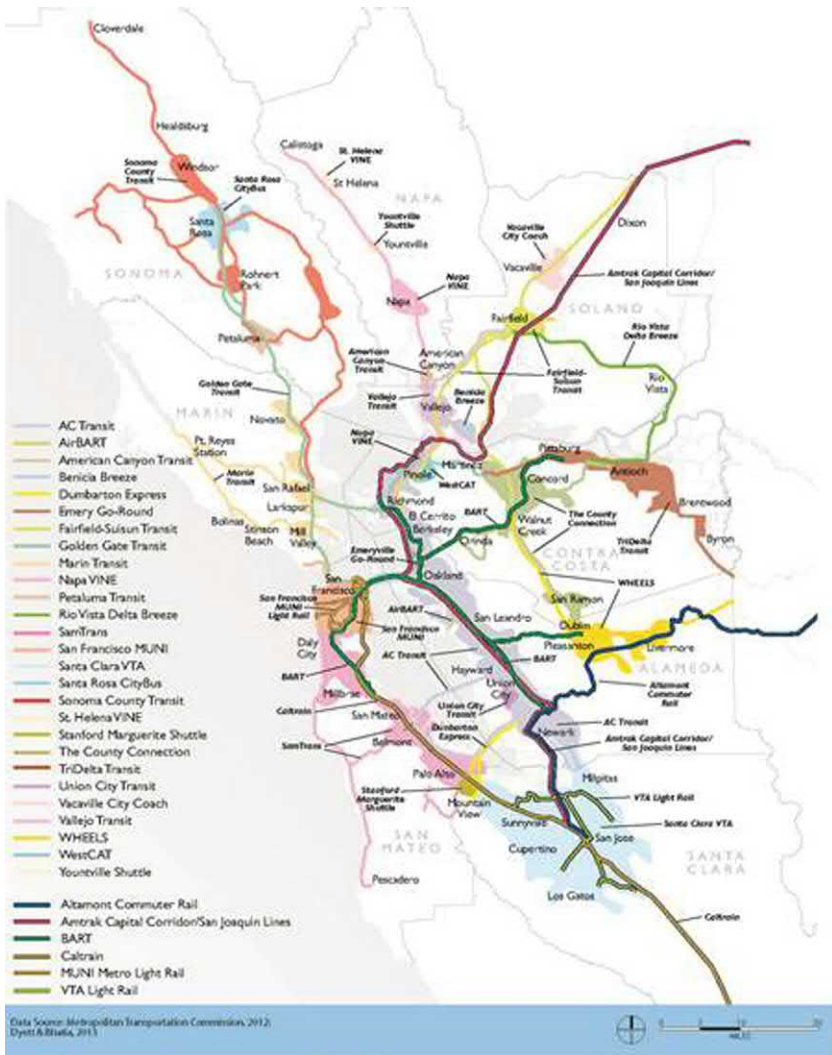 Cloverdale
Healdsburg
Windsor
Sonoma
County
Transit
Santa Rosa
CityBus
Santa
Rosa
SONOMA
Rohnert
Park
Petaluma
Calistoga
St. Helena
VINE
St Helena
NAPA
Yountville
Shuttle
Yountville
Napa
VINE
Napa
Vacaville
City Coach
Vacaville
Dixon
Amtrak Capital Corridor/
San Joaquin Lines
SOLANO
Fairfield
Rio Vista
Delta Breeze
Rio
Vista
American
Canyon
Transit
American
Canyon
Fairfield-
Suisun
Transit
Vallejo
Transit
Vallejo
Benicia
Breeze
Golden Gate
Transit
MARIN
Novato
Napa
VINE
Pt. Reyes
Station
Marin
Transit
San Rafael
Larkspur
Bolinas
Stinson
Beach
Mill
Valley
Pinole
Martinez
WestCAT
Richmond
El Cerrito
Berkeley
BART
Orinda
Concord
Walnut
Creek
Pittsburg
Antioch
Brentwood
Byron
The County
Connection
TriDelta
Transit
CONTRA
COSTA
Emeryville
Go-Round
Oakland
San
Francisco
San Francisco
MUNI
Light Rail
San Francisco
MUNI
AirBART
San Leandro
AC Transit
WHEELS
San Ramon
Dublin
Pleasanton
Livermore
ALAMEDA
Daly
City
BART
Hayward
BART
Union
City
Union City
Transit
Altamont
Commuter
Rail
Millbrae
Caltrain
San Mateo
SamTrans
Belmont
Dumbarton
Express
Newark
AC Transit
Amtrak Capital Corridor/
San Joaquin Lines
Palo Alto
Stanford
Marguerite
Shuttle
Mountain
View
Milpitas
VTA Light Rail
Santa Clara VTA
Sunnyvale
San Jose
Cupertino
SAN
MATEO
SANTA
CLARA
Los Gatos
Pescadero
Caltrain
AC Transit
AirBART
American Canyon Transit
Benicia Breeze
Dumbarton Express
Emery Go-Round
Fairfield-Suisun Transit
Golden Gate Transit
Marin Transit
Napa VINE
Petaluma Transit
Rio Vista Delta Breeze
SamTrans
San Francisco MUNI
Santa Clara VTA
Santa Rosa CityBus
Sonoma County Transit
St. Helena VINE
Stanford Marguerite Shuttle
The County Connection
TriDelta Transit
Union City Transit
Vacaville City Coach
Vallejo Transit
WHEELS
WestCAT
Yountville Shuttle
Altamont Commuter Rail
Amtrak Capital Corridor/San Joaquin Lines
BART
Caltrain
MUNI Metro Light Rail
VTA Light Rail
Data Source: Metropolitan Transportation Commission, 2012;
Dyett & Bhatia, 2013